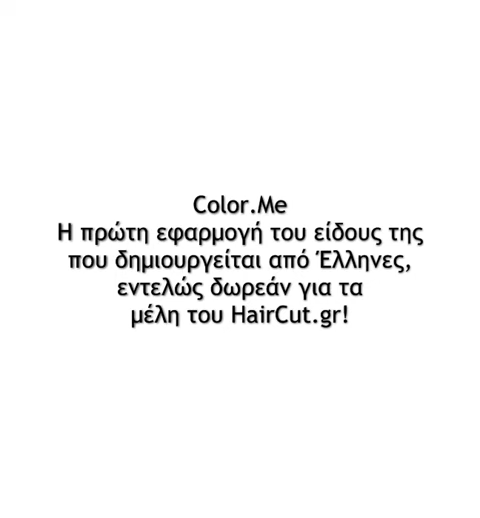 Color.Me
Η πρώτη εφαρμογή του είδους της
που δημιουργείται από Έλληνες,
εντελώς δωρεάν για τα
μέλη του HairCut.gr!